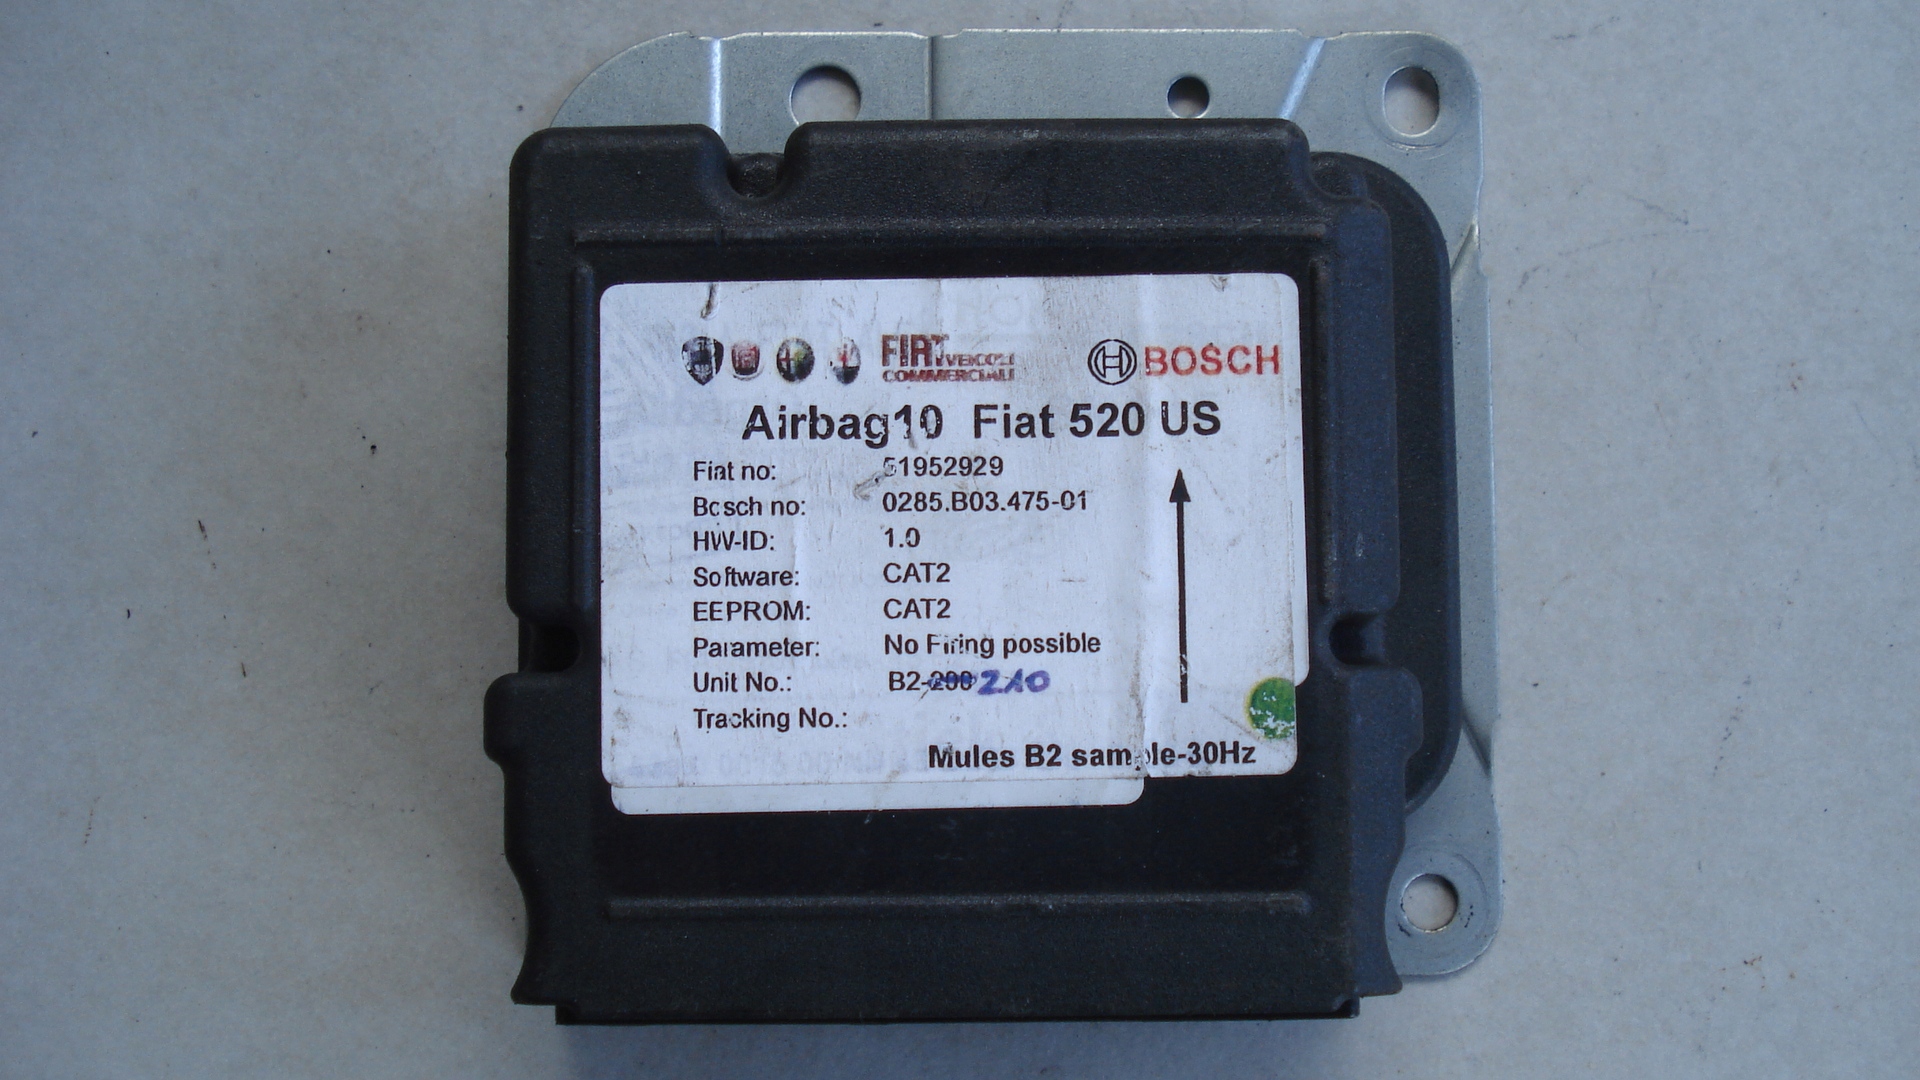 FIAT VEICOLI
COMMERCIALI
BOSCH
Airbag10 Fiat 520 US
Fiat no: 51952929
Bosch no: 0285.B03.475-01
HW-ID: 1.0
Software: CAT2
EEPROM: CAT2
Parameter: No Firing possible
Unit No.: B2-200 210
Tracking No.:
Mules B2 sample-30Hz